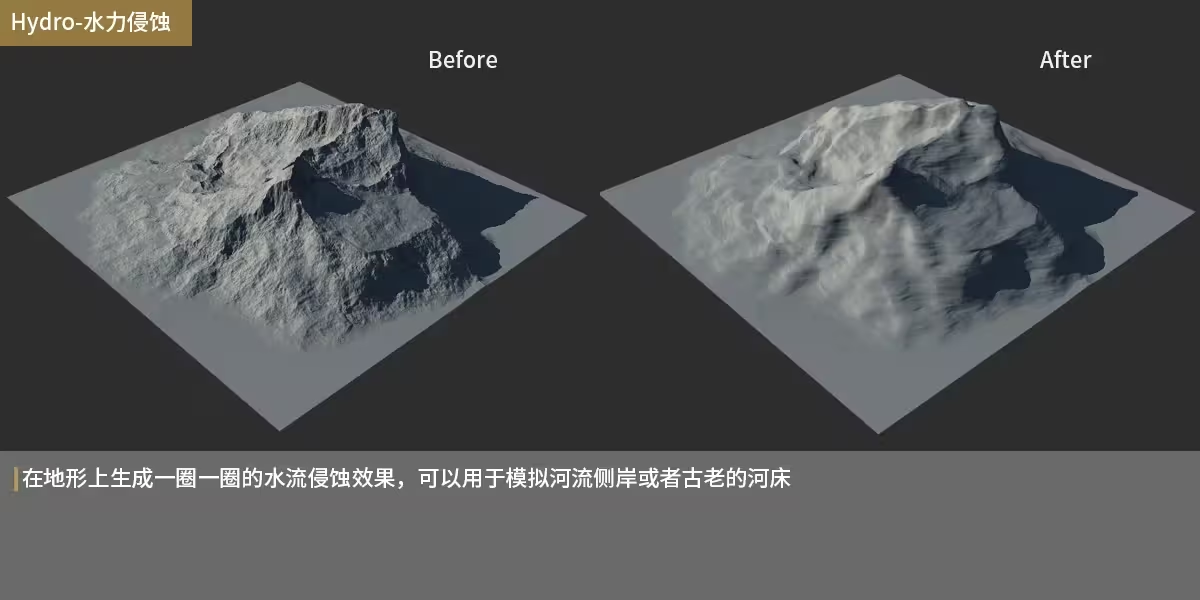 Hydro-水力侵蚀
Before
After
在地形上生成一圈一圈的水流侵蚀效果，可以用于模拟河流侧岸或者古老的河床